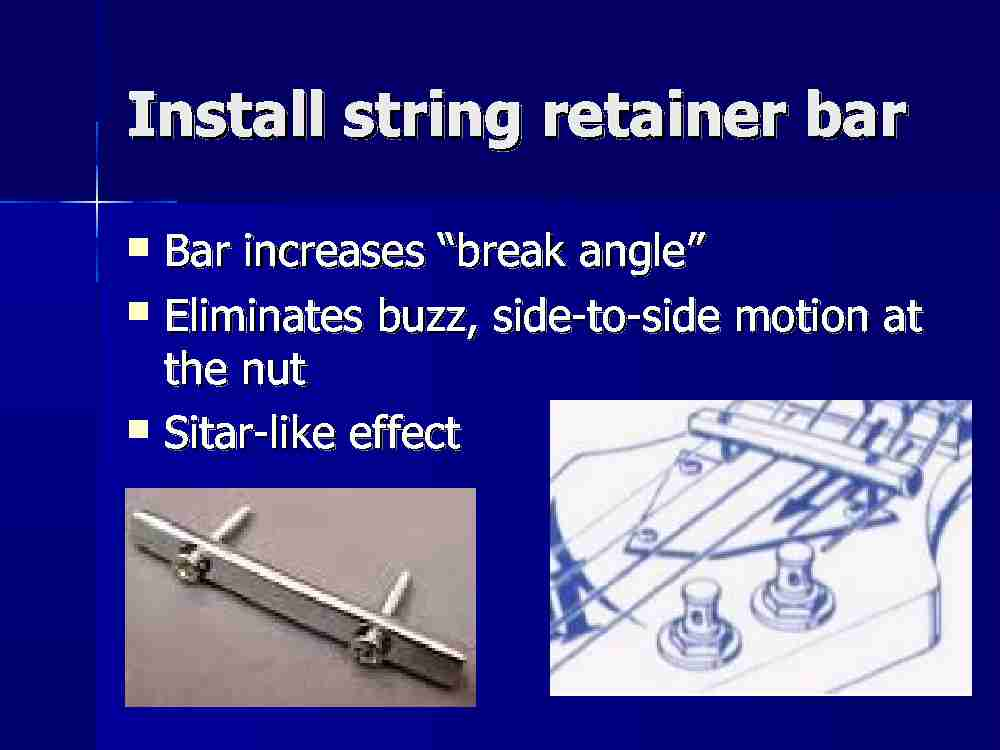 Install string retainer bar
Bar increases “break angle”
Eliminates buzz, side-to-side motion at
the nut
Sitar-like effect